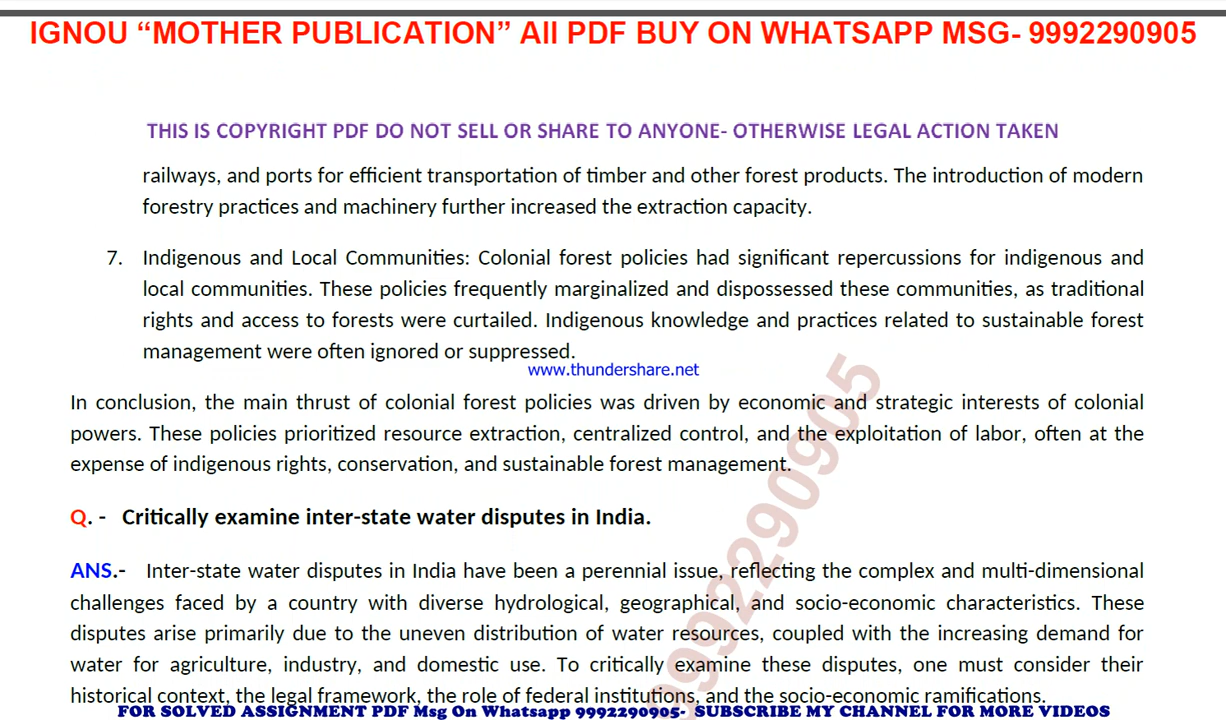 IGNOU “MOTHER PUBLICATION” All PDF BUY ON WHATSAPP MSG- 9992290905
THIS IS COPYRIGHT PDF DO NOT SELL OR SHARE TO ANYONE- OTHERWISE LEGAL ACTION TAKEN
railways, and ports for efficient transportation of timber and other forest products. The introduction of modern
forestry practices and machinery further increased the extraction capacity.
7. Indigenous and Local Communities: Colonial forest policies had significant repercussions for indigenous and
local communities. These policies frequently marginalized and dispossessed these communities, as traditional
rights and access to forests were curtailed. Indigenous knowledge and practices related to sustainable forest
management were often ignored or suppressed.
www.thundershare.net
In conclusion, the main thrust of colonial forest policies was driven by economic and strategic interests of colonial
powers. These policies prioritized resource extraction, centralized control, and the exploitation of labor, often at the
expense of indigenous rights, conservation, and sustainable forest management.
Q. - Critically examine inter-state water disputes in India.
ANS.- Inter-state water disputes in India have been a perennial issue, reflecting the complex and multi-dimensional
challenges faced by a country with diverse hydrological, geographical, and socio-economic characteristics. These
disputes arise primarily due to the uneven distribution of water resources, coupled with the increasing demand for
water for agriculture, industry, and domestic use. To critically examine these disputes, one must consider their
historical context, the legal framework, the role of federal institutions, and the socio-economic ramifications.
9992290905
FOR SOLVED ASSIGNMENT PDF Msg On Whatsapp 9992290905- SUBSCRIBE MY CHANNEL FOR MORE VIDEOS